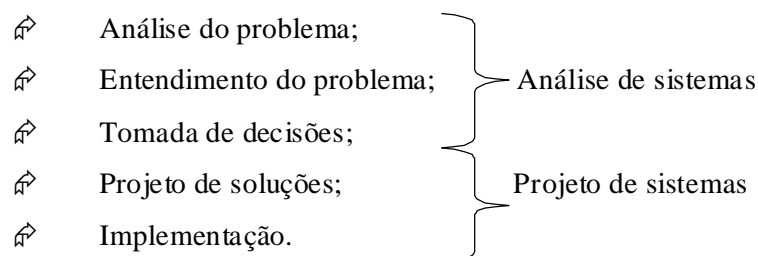 Análise do problema;
Entendimento do problema; Análise de sistemas
Tomada de decisões;
Projeto de soluções; Projeto de sistemas
Implementação.